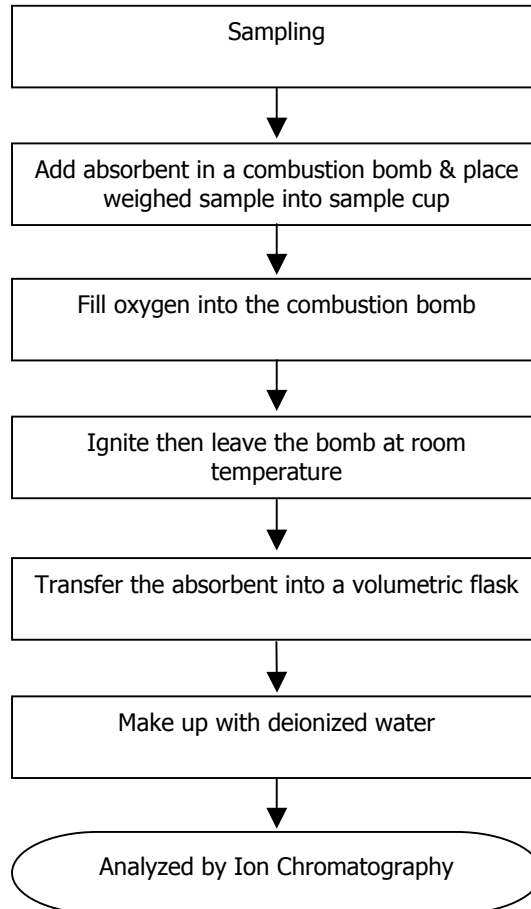 Sampling
Add absorbent in a combustion bomb & place
weighed sample into sample cup
Fill oxygen into the combustion bomb
Ignite then leave the bomb at room
temperature
Transfer the absorbent into a volumetric flask
Make up with deionized water
Analyzed by Ion Chromatography